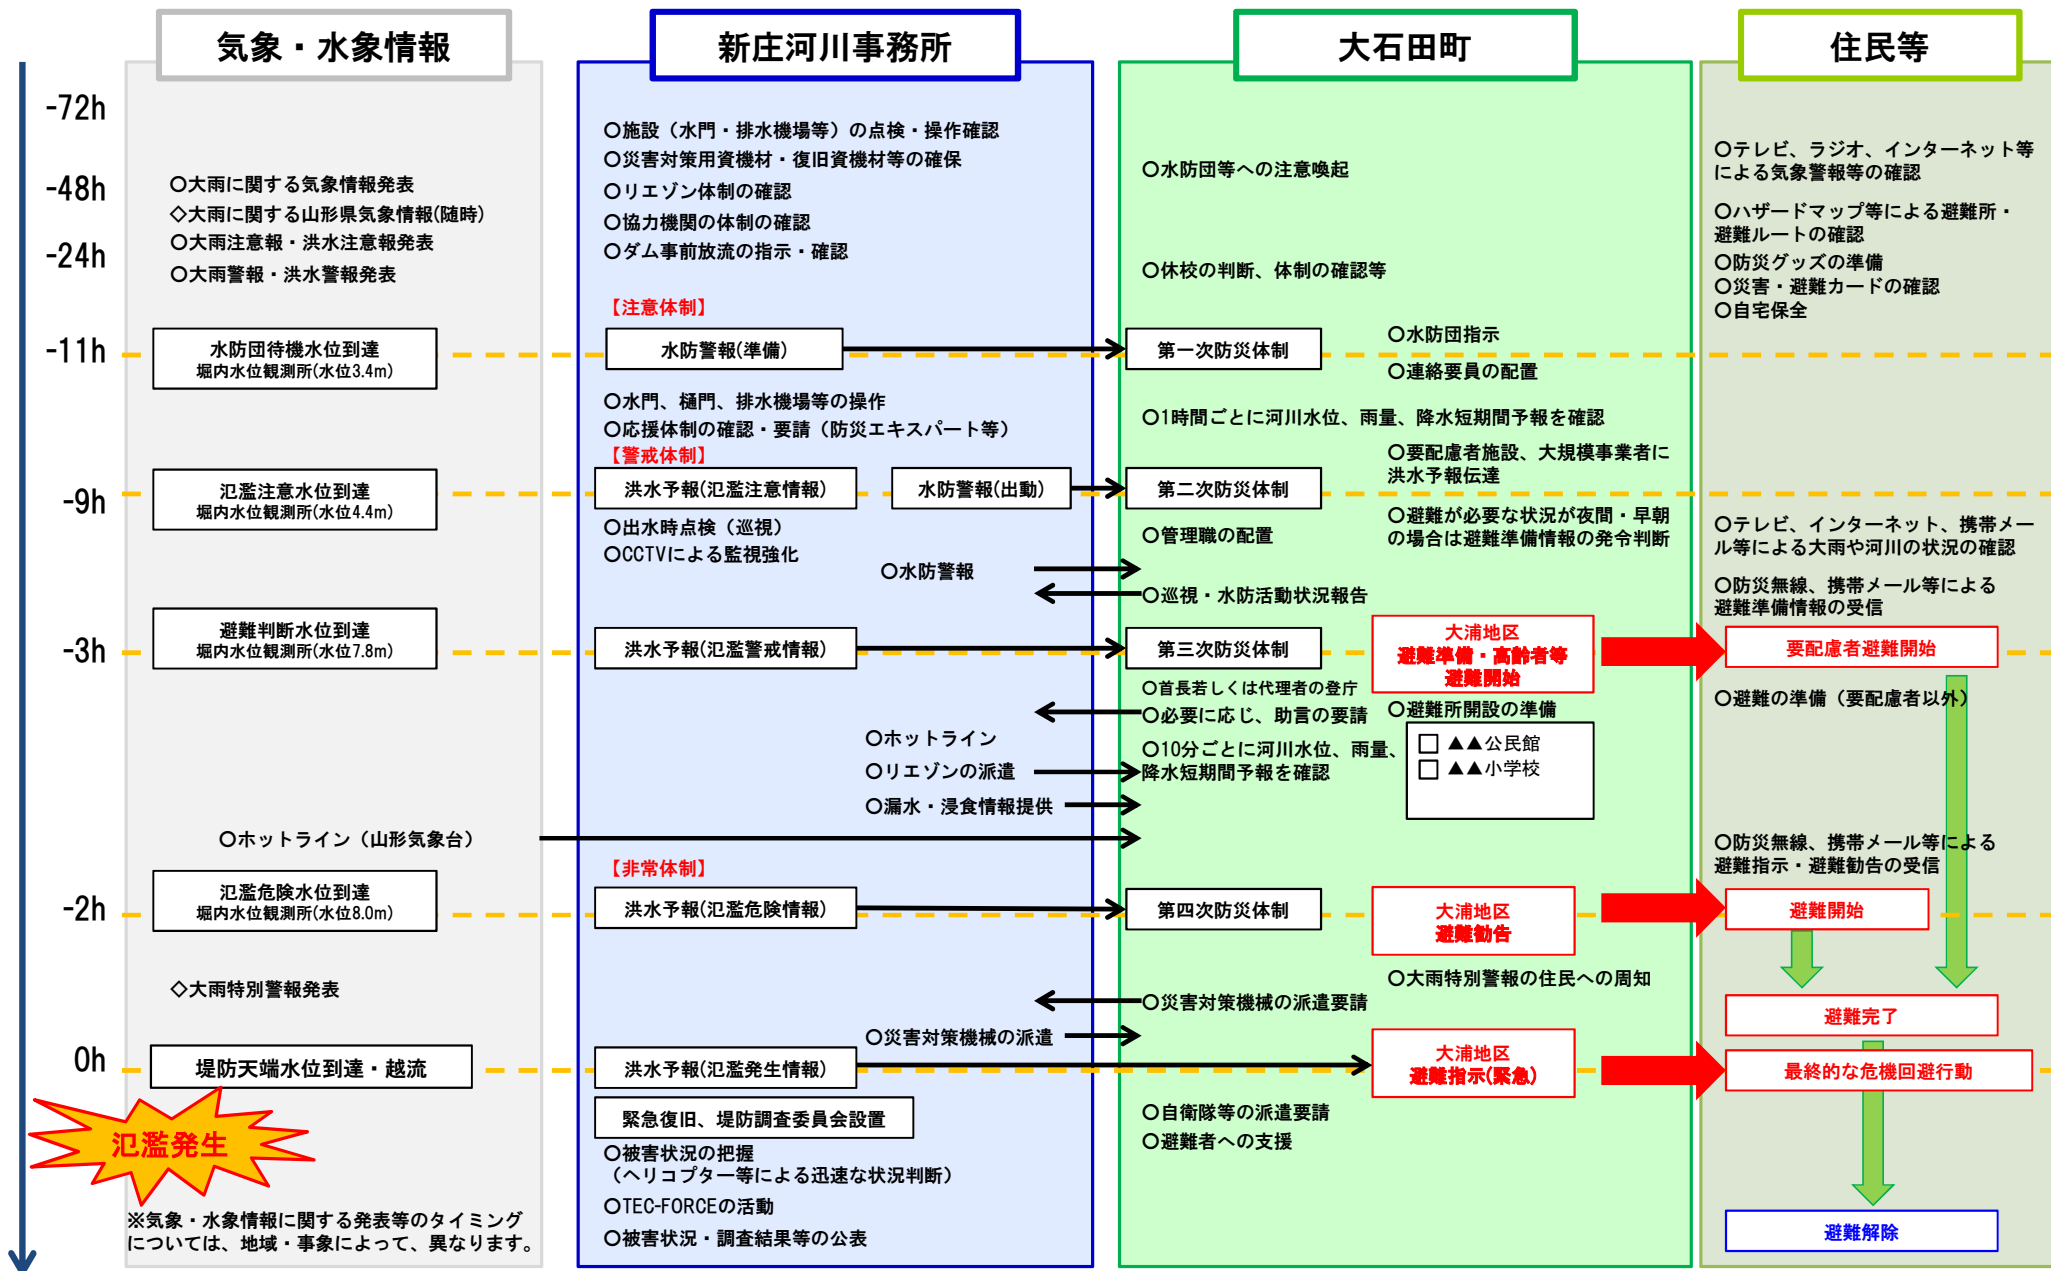 気象・水象情報
新庄河川事務所
大石田町
住民等
-72h
-48h
-24h
-11h
-9h
-3h
-2h
0h
〇大雨に関する気象情報発表
◇大雨に関する山形県気象情報(随時)
〇大雨注意報・洪水注意報発表
〇大雨警報・洪水警報発表
水防団待機水位到達
堀内水位観測所(水位3.4m)
氾濫注意水位到達
堀内水位観測所(水位4.4m)
避難判断水位到達
堀内水位観測所(水位7.8m)
〇ホットライン（山形気象台）
氾濫危険水位到達
堀内水位観測所(水位8.0m)
◇大雨特別警報発表
堤防天端水位到達・越流
氾濫発生
※気象・水象情報に関する発表等のタイミング
については、地域・事象によって、異なります。
〇施設（水門・排水機場等）の点検・操作確認
〇災害対策用資機材・復旧資機材等の確保
〇リエゾン体制の確認
〇協力機関の体制の確認
〇ダム事前放流の指示・確認
【注意体制】
水防警報(準備)
〇水門、樋門、排水機場等の操作
〇応援体制の確認・要請（防災エキスパート等）
【警戒体制】
洪水予報(氾濫注意情報)
水防警報(出動)
〇出水時点検（巡視）
〇CCTVによる監視強化
〇水防警報
洪水予報(氾濫警戒情報)
〇ホットライン
〇リエゾンの派遣
〇漏水・浸食情報提供
【非常体制】
洪水予報(氾濫危険情報)
〇災害対策機械の派遣
洪水予報(氾濫発生情報)
緊急復旧、堤防調査委員会設置
〇被害状況の把握
（ヘリコプター等による迅速な状況判断）
〇TEC-FORCEの活動
〇被害状況・調査結果等の公表
〇水防団等への注意喚起
〇休校の判断、体制の確認等
第一次防災体制
〇水防団指示
〇連絡要員の配置
〇1時間ごとに河川水位、雨量、降水短期間予報を確認
〇要配慮者施設、大規模事業者に
洪水予報伝達
第二次防災体制
〇管理職の配置
〇避難が必要な状況が夜間・早朝
の場合は避難準備情報の発令判断
〇巡視・水防活動状況報告
第三次防災体制
大浦地区
避難準備・高齢者等
避難開始
〇首長若しくは代理者の登庁
〇必要に応じ、助言の要請
〇避難所開設の準備
□ ▲▲公民館
□ ▲▲小学校
〇10分ごとに河川水位、雨量、
降水短期間予報を確認
第四次防災体制
大浦地区
避難勧告
〇大雨特別警報の住民への周知
〇災害対策機械の派遣要請
大浦地区
避難指示(緊急)
〇自衛隊等の派遣要請
〇避難者への支援
〇テレビ、ラジオ、インターネット等
による気象警報等の確認
〇ハザードマップ等による避難所・
避難ルートの確認
〇防災グッズの準備
〇災害・避難カードの確認
〇自宅保全
〇テレビ、インターネット、携帯メー
ル等による大雨や河川の状況の確認
〇防災無線、携帯メール等による
避難準備情報の受信
要配慮者避難開始
〇避難の準備（要配慮者以外）
〇防災無線、携帯メール等による
避難指示・避難勧告の受信
避難開始
避難完了
最終的な危機回避行動
避難解除